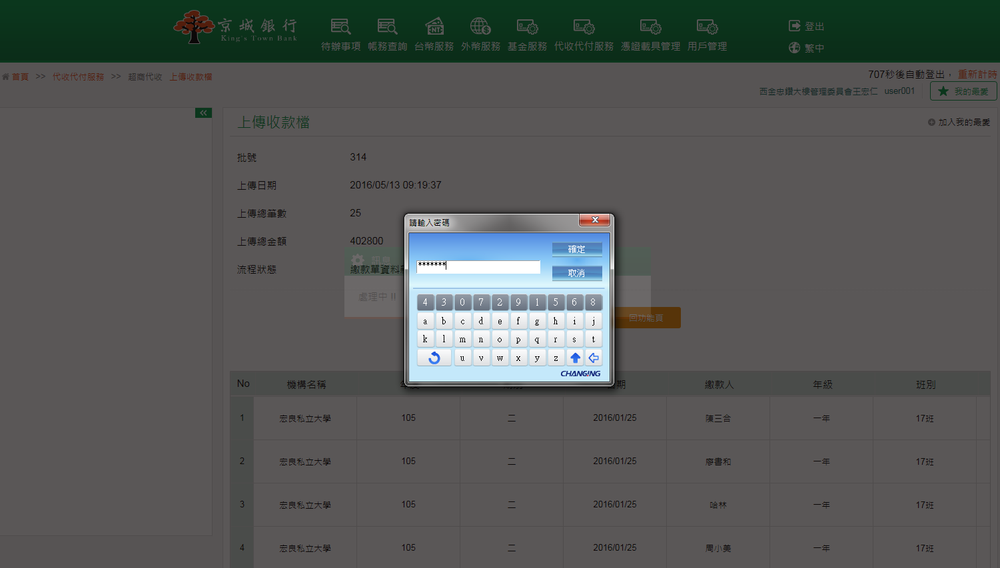 京城銀行
King's Town Bank
待辦事項 帳務查詢 台幣服務 外幣服務 基金服務 代收代付服務 憑證載具管理 用戶管理
登出
繁中
首頁 >> 代收代付服務 >> 超商代收 上傳收款檔
707秒後自動登出， 重新計時
西金忠鑽大樓管理委員會王宏仁 user001 我的最愛
上傳收款檔
加入我的最愛
批號 314
上傳日期 2016/05/13 09:19:37
上傳總筆數 25
上傳總金額 402800
流程狀態 繳款單資料
訊息
處理中 !!
回功能頁
請輸入密碼
確定
*******
取消
4 3 0 7 2 9 1 5 6 8
a b c d e f g h i j
k l m n o p q r s t
u v w x y z
CHANGING
No 機構名稱 年度 期別 日期 繳款人 年級 班別
1 宏良私立大學 105 二 2016/01/25 陳三合 一年 17班
2 宏良私立大學 105 二 2016/01/25 廖書和 一年 17班
3 宏良私立大學 105 二 2016/01/25 哈林 一年 17班
4 宏良私立大學 105 二 2016/01/25 周小美 一年 17班